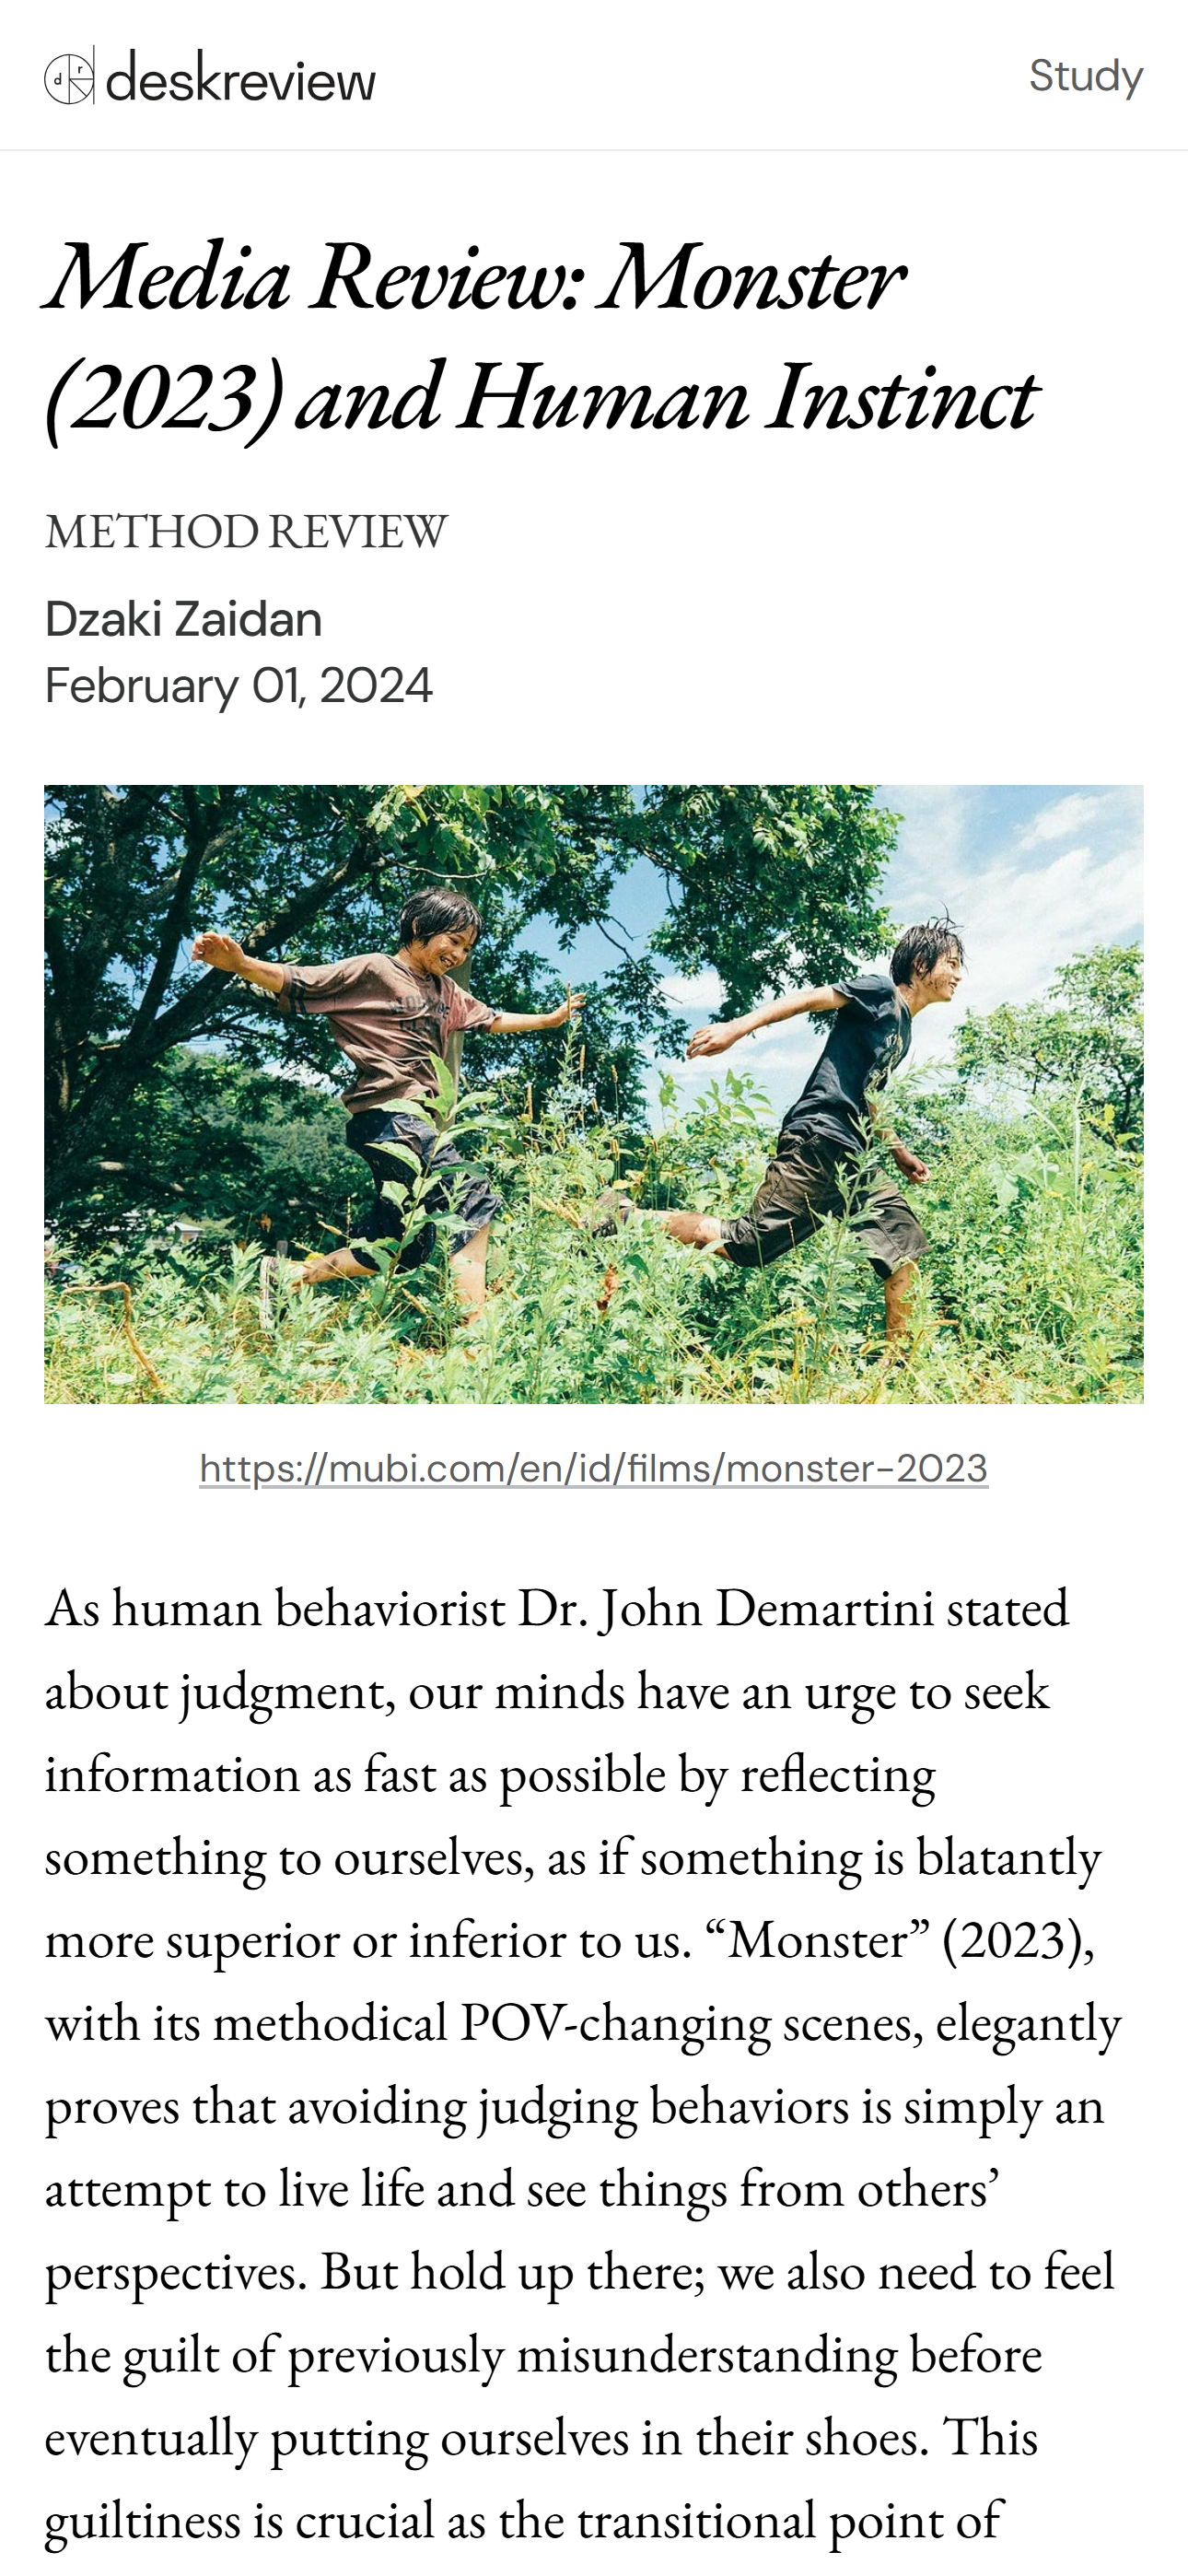 dr deskreview
Study
Media Review: Monster
(2023) and Human Instinct
METHOD REVIEW
Dzaki Zaidan
February 01, 2024
https://mubi.com/en/id/films/monster-2023
As human behaviorist Dr. John Demartini stated
about judgment, our minds have an urge to seek
information as fast as possible by reflecting
something to ourselves, as if something is blatantly
more superior or inferior to us. “Monster” (2023),
with its methodical POV-changing scenes, elegantly
proves that avoiding judging behaviors is simply an
attempt to live life and see things from others’
perspectives. But hold up there; we also need to feel
the guilt of previously misunderstanding before
eventually putting ourselves in their shoes. This
guiltiness is crucial as the transitional point of